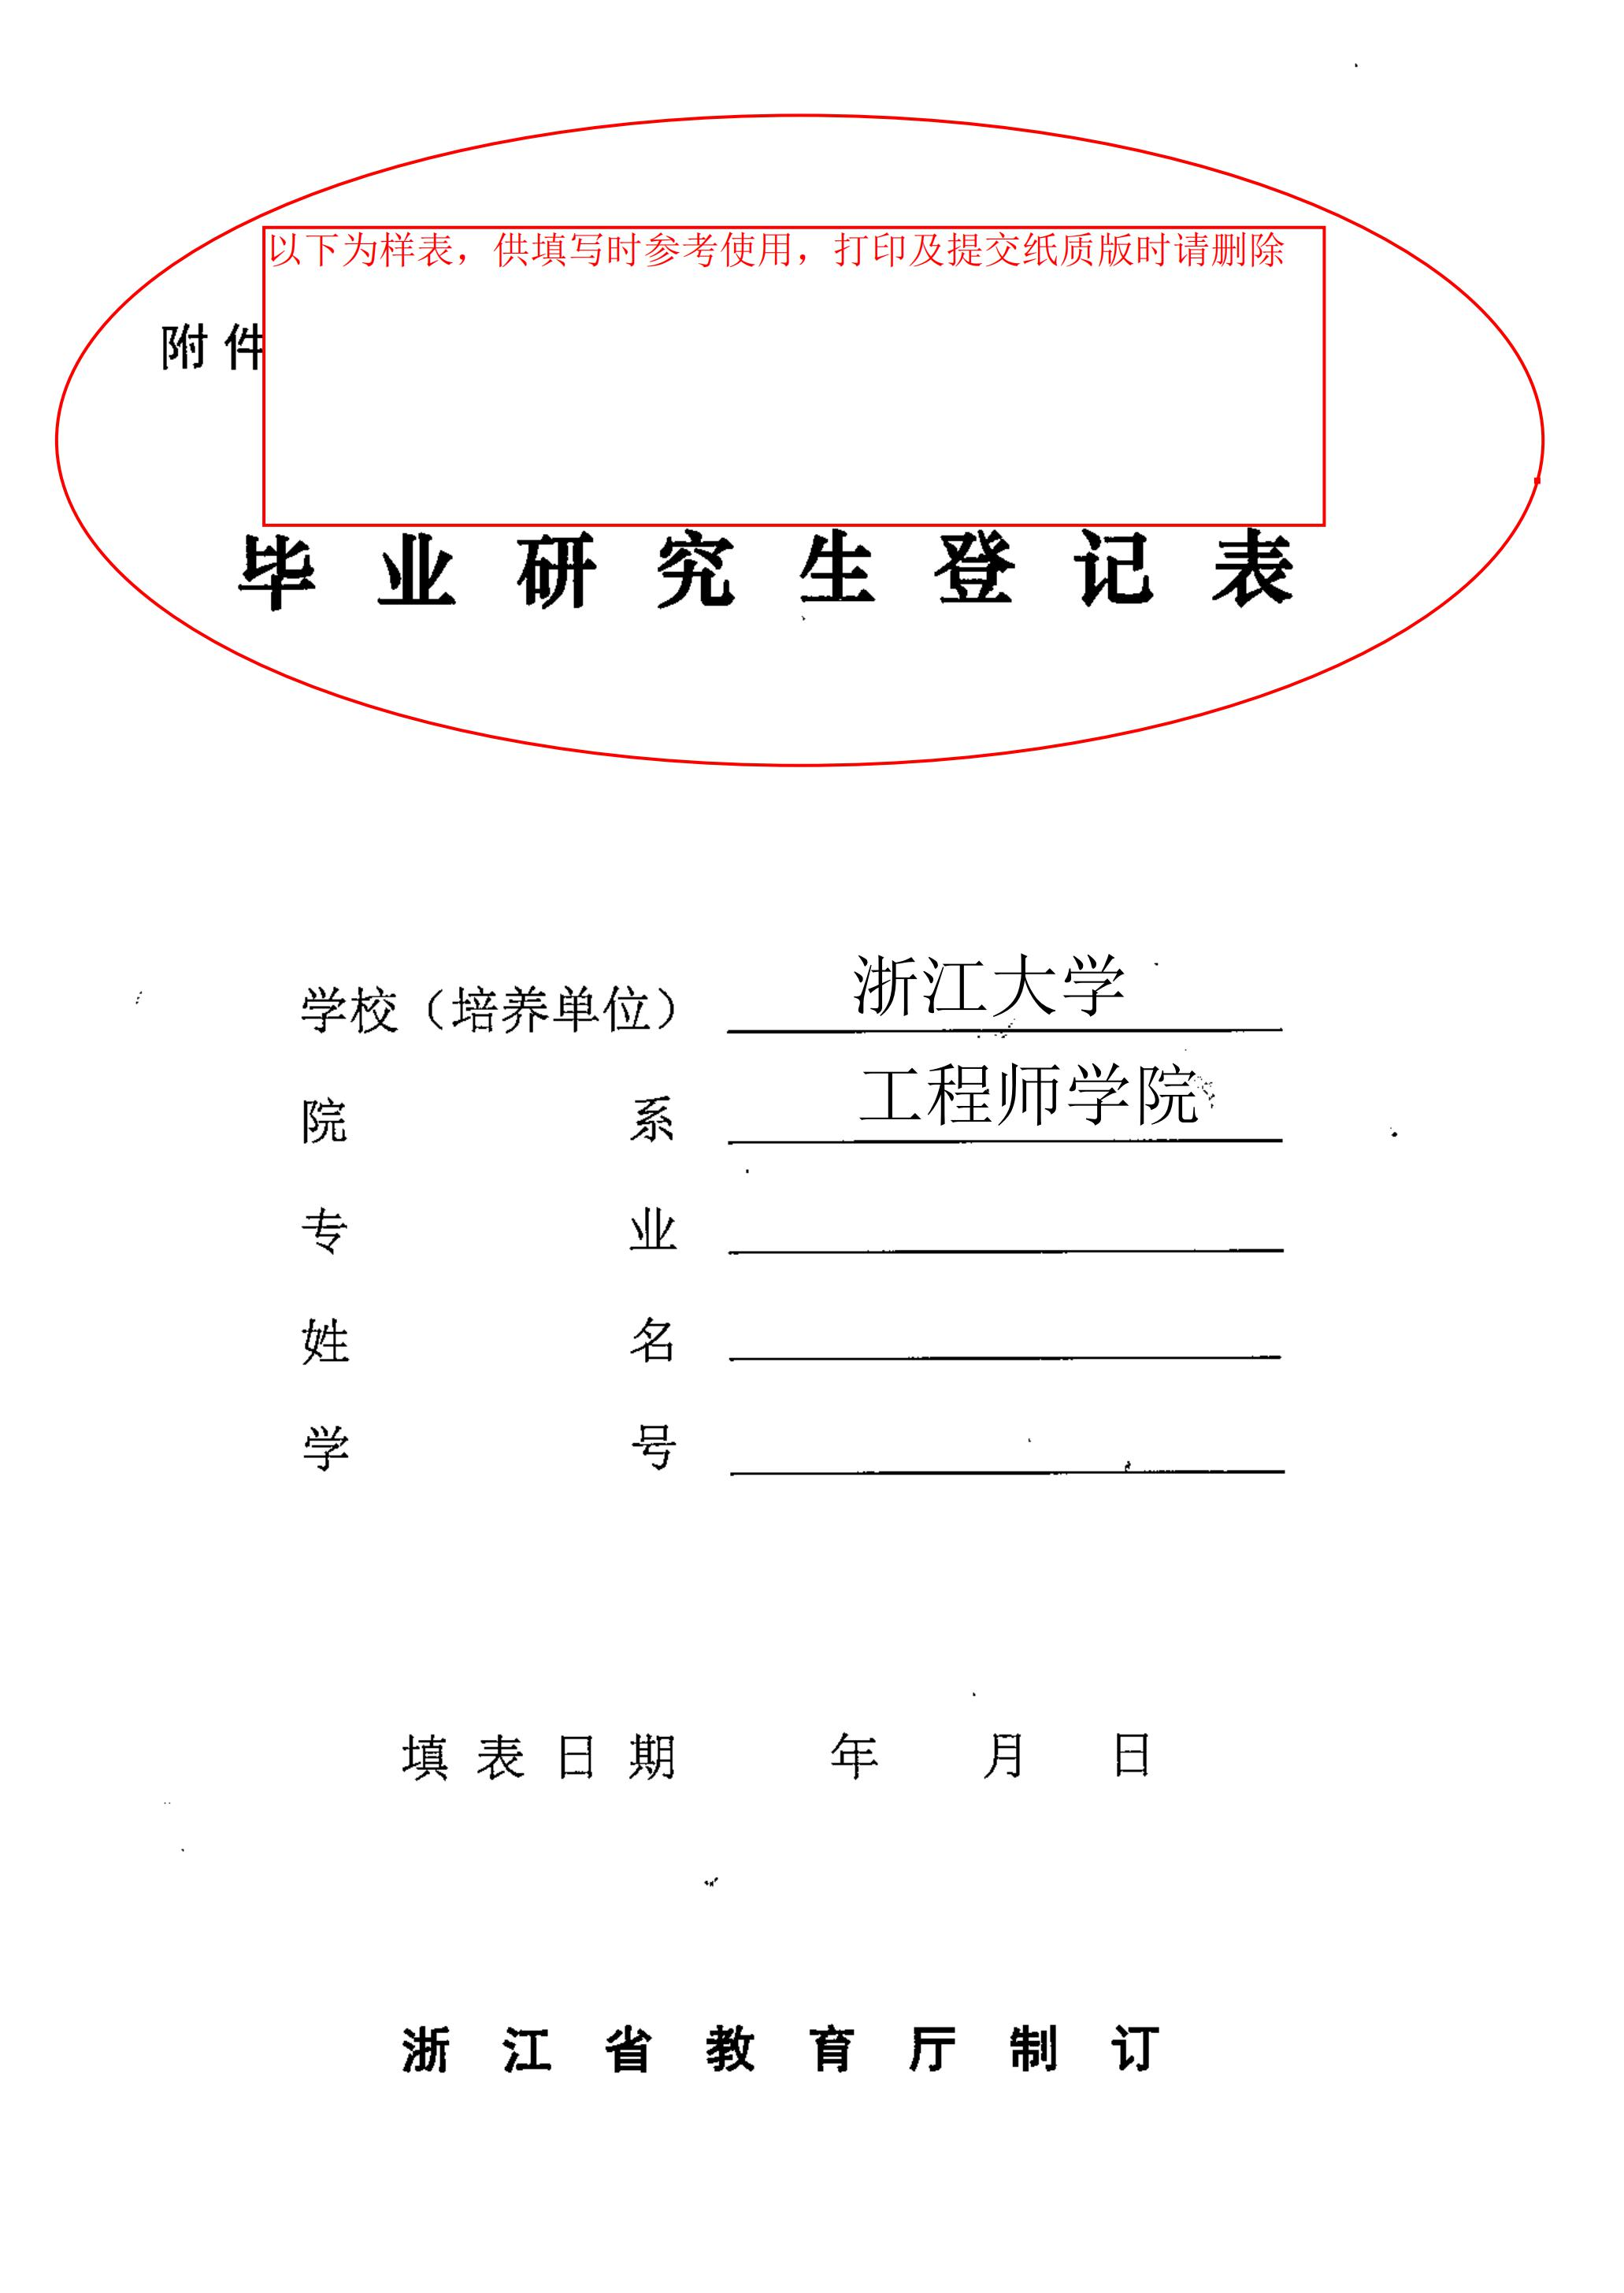 以下为样表，供填写时参考使用，打印及提交纸质版时请删除
附件
毕业研究生登记表
学校（培养单位） 浙江大学
院系 工程师学院
专业
姓名
学号
填表日期 年 月 日
浙江省教育厅制订